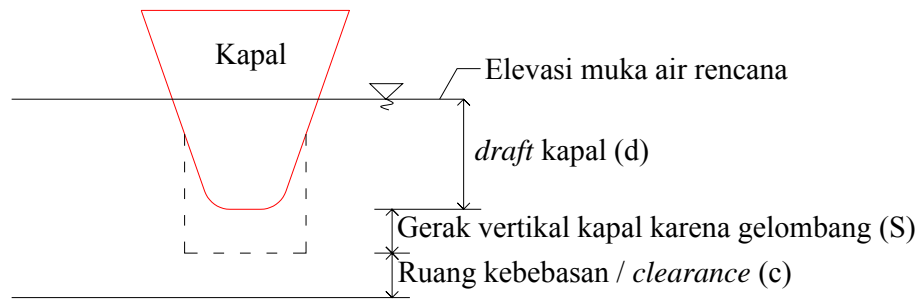 Kapal
Elevasi muka air rencana
draft kapal (d)
Gerak vertikal kapal karena gelombang (S)
Ruang kebebasan / clearance (c)